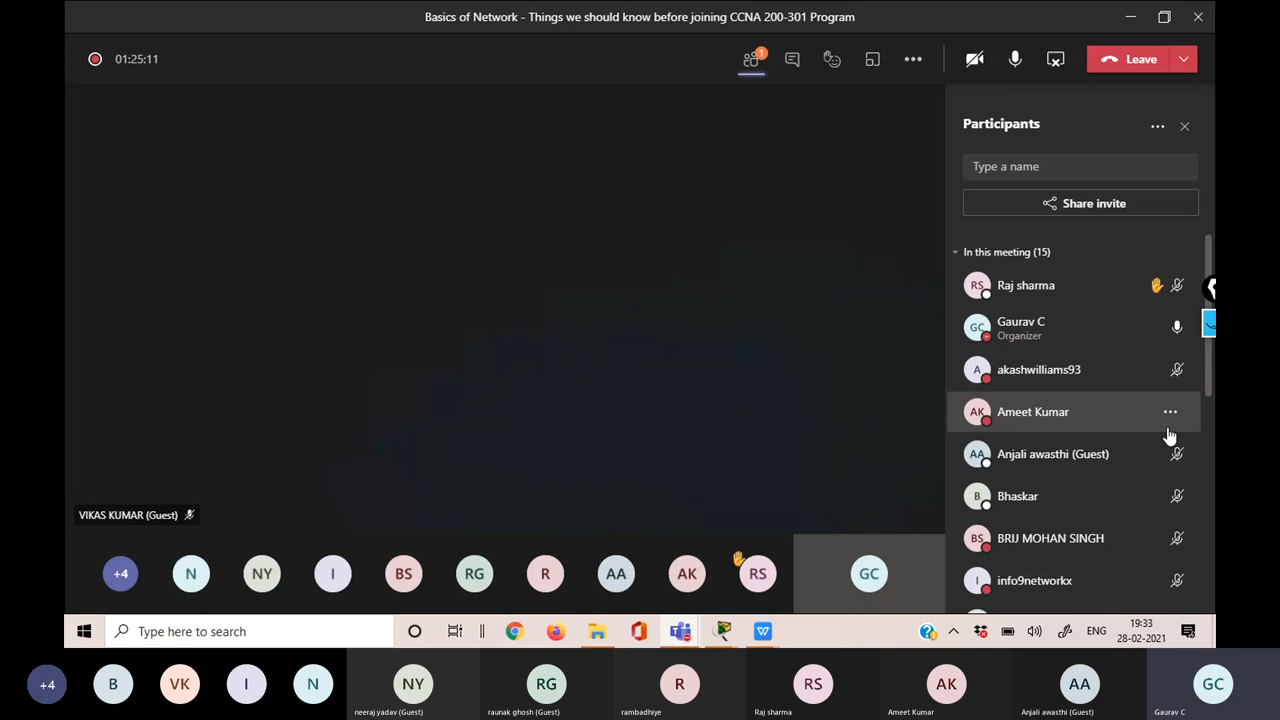 Basics of Network - Things we should know before joining CCNA 200-301 Program
01:25:11
1
Leave
Participants
Type a name
Share invite
In this meeting (15)
RS Raj sharma
GC Gaurav C
Organizer
A akashwilliams93
AK Ameet Kumar
AA Anjali awasthi (Guest)
B Bhaskar
BS BRIJ MOHAN SINGH
I info9networkx
VIKAS KUMAR (Guest)
+4 N NY I BS RG R AA AK RS GC
Type here to search
W
ENG
19:33
28-02-2021
+4 B VK I N NY RG R RS AK AA GC
neeraj yadav (Guest) raunak ghosh (Guest) rambadhiye Raj sharma Ameet Kumar Anjali awasthi (Guest) Gaurav C